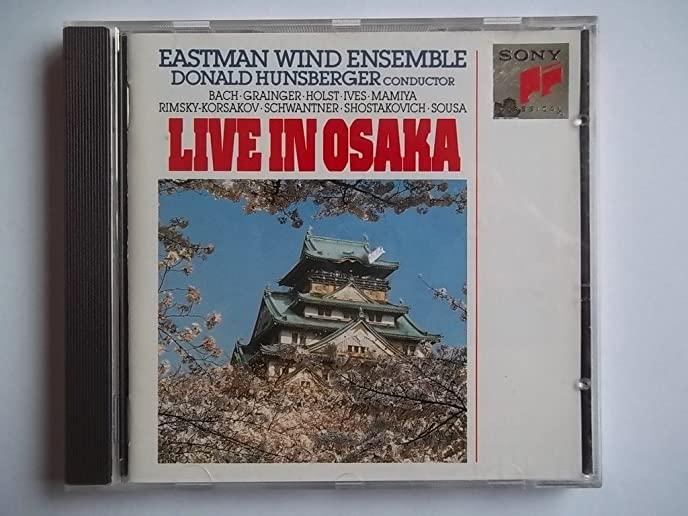 EASTMAN WIND ENSEMBLE
DONALD HUNSBERGER CONDUCTOR
BACH · GRAINGER · HOLST · IVES · MAMIYA
RIMSKY-KORSAKOV · SCHWANTNER · SHOSTAKOVICH · SOUSA
LIVE IN OSAKA
SONY